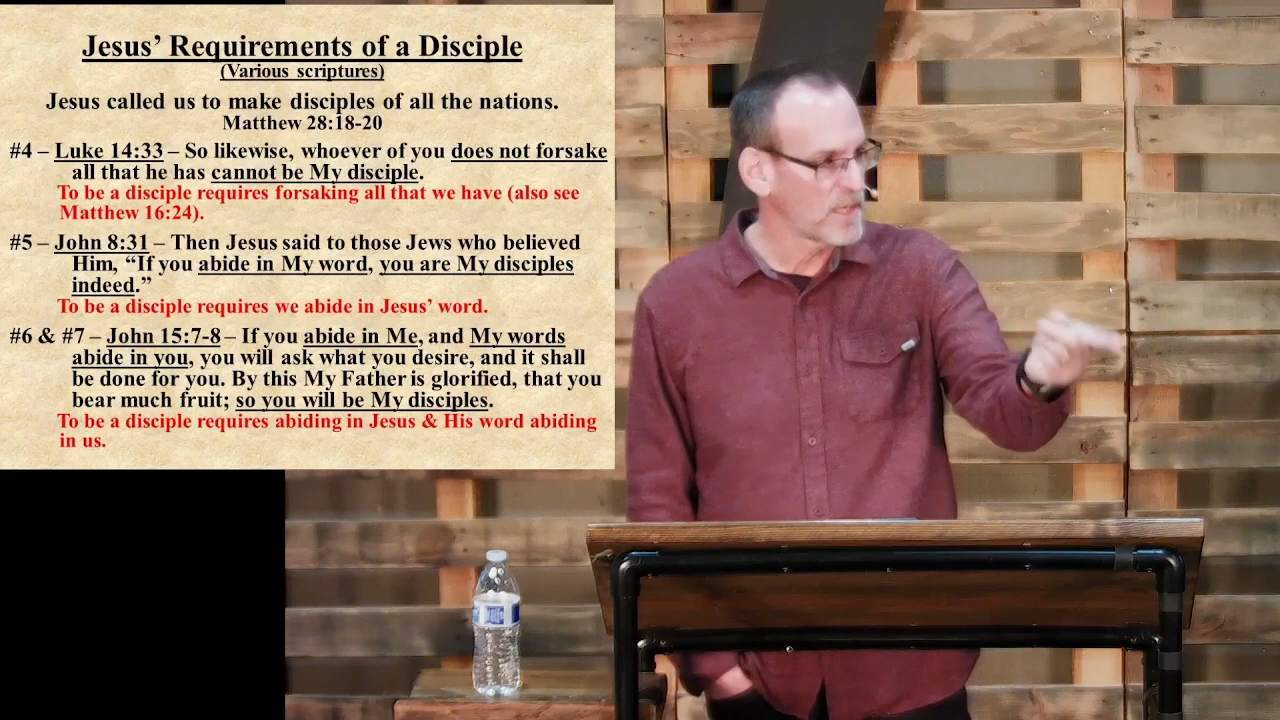 Jesus’ Requirements of a Disciple
(Various scriptures)
Jesus called us to make disciples of all the nations.
Matthew 28:18-20
#4 – Luke 14:33 – So likewise, whoever of you does not forsake
all that he has cannot be My disciple.
To be a disciple requires forsaking all that we have (also see
Matthew 16:24).
#5 – John 8:31 – Then Jesus said to those Jews who believed
Him, “If you abide in My word, you are My disciples
indeed.”
To be a disciple requires we abide in Jesus’ word.
#6 & #7 – John 15:7-8 – If you abide in Me, and My words
abide in you, you will ask what you desire, and it shall
be done for you. By this My Father is glorified, that you
bear much fruit; so you will be My disciples.
To be a disciple requires abiding in Jesus & His word abiding
in us.